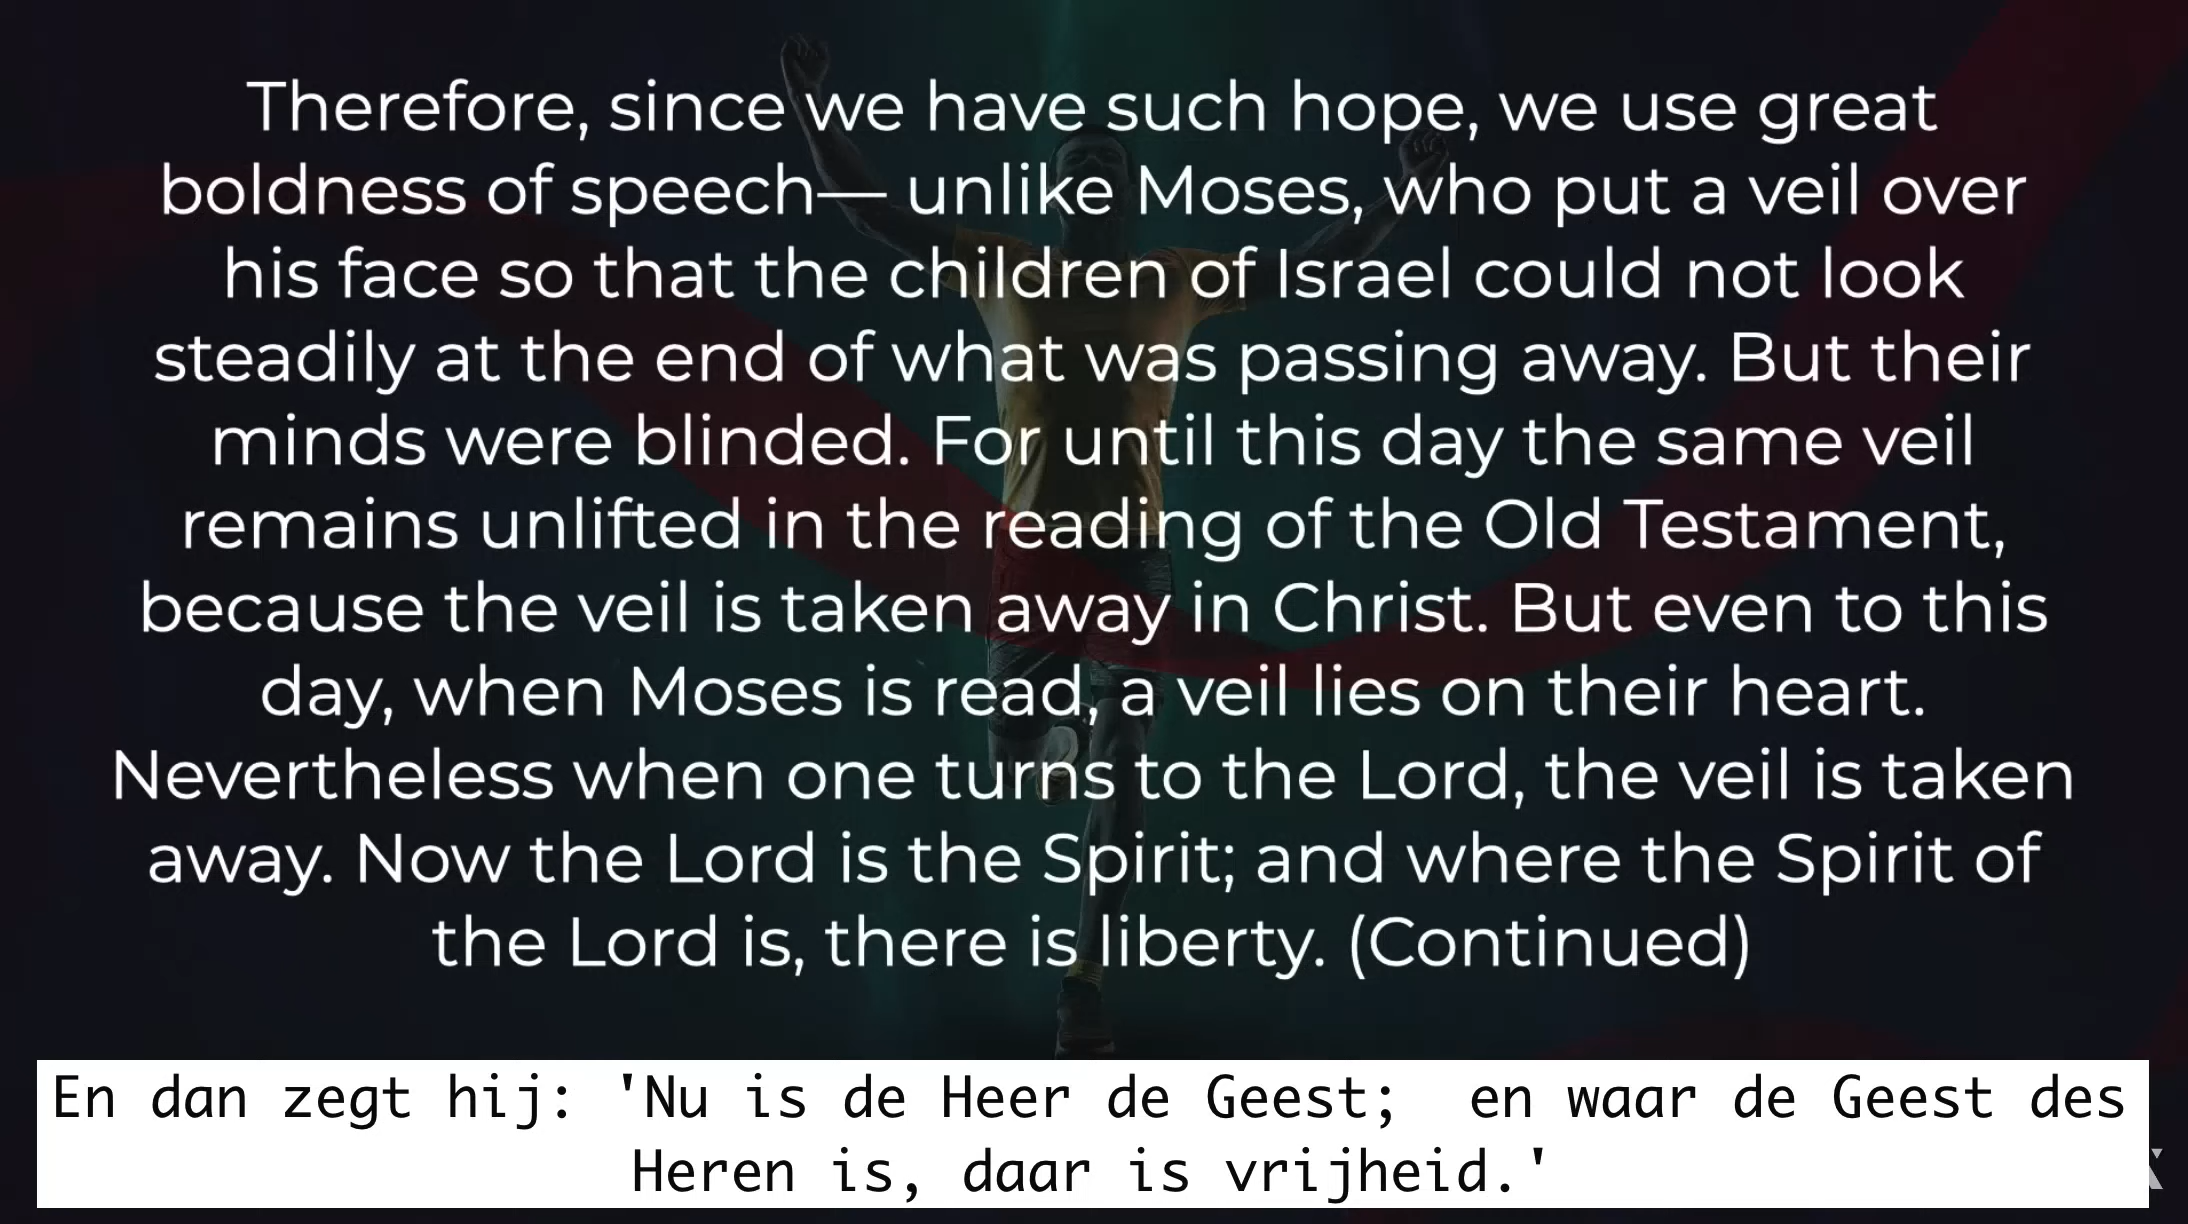 Therefore, since we have such hope, we use great
boldness of speech— unlike Moses, who put a veil over
his face so that the children of Israel could not look
steadily at the end of what was passing away. But their
minds were blinded. For until this day the same veil
remains unlifted in the reading of the Old Testament,
because the veil is taken away in Christ. But even to this
day, when Moses is read, a veil lies on their heart.
Nevertheless when one turns to the Lord, the veil is taken
away. Now the Lord is the Spirit; and where the Spirit of
the Lord is, there is liberty. (Continued)
En dan zegt hij: 'Nu is de Heer de Geest;  en waar de Geest des
Heren is, daar is vrijheid.'